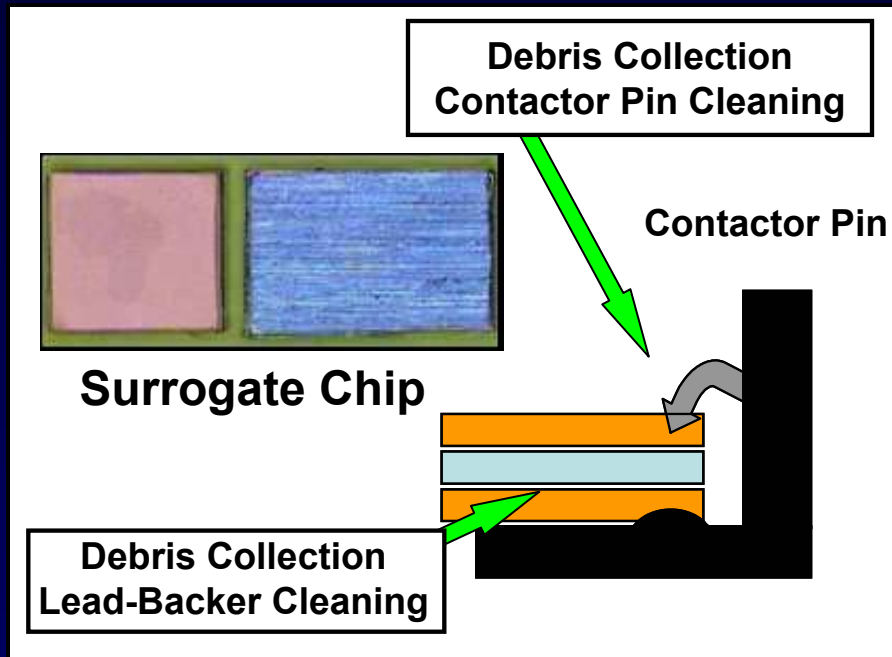 Debris Collection
Contactor Pin Cleaning
Contactor Pin
Surrogate Chip
Debris Collection
Lead-Backer Cleaning